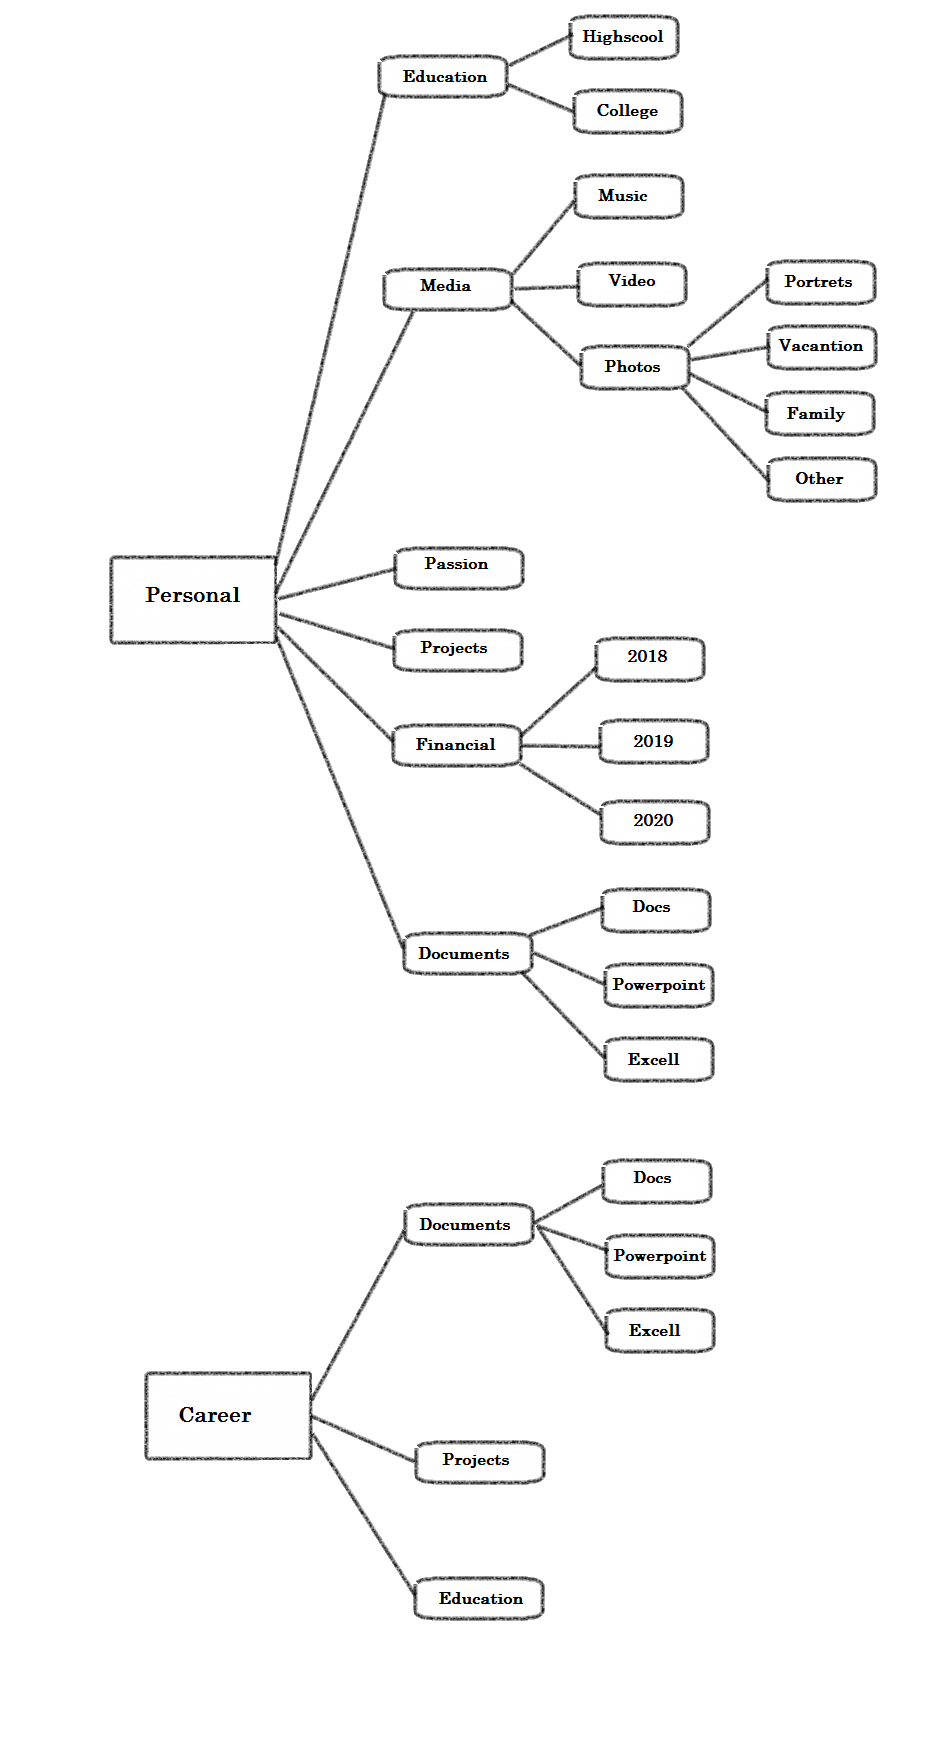 Highscool
Education
College
Music
Media
Video
Portrets
Vacantion
Photos
Family
Other
Passion
Personal
Projects
2018
Financial
2019
2020
Docs
Documents
Powerpoint
Excell
Docs
Documents
Powerpoint
Excell
Career
Projects
Education